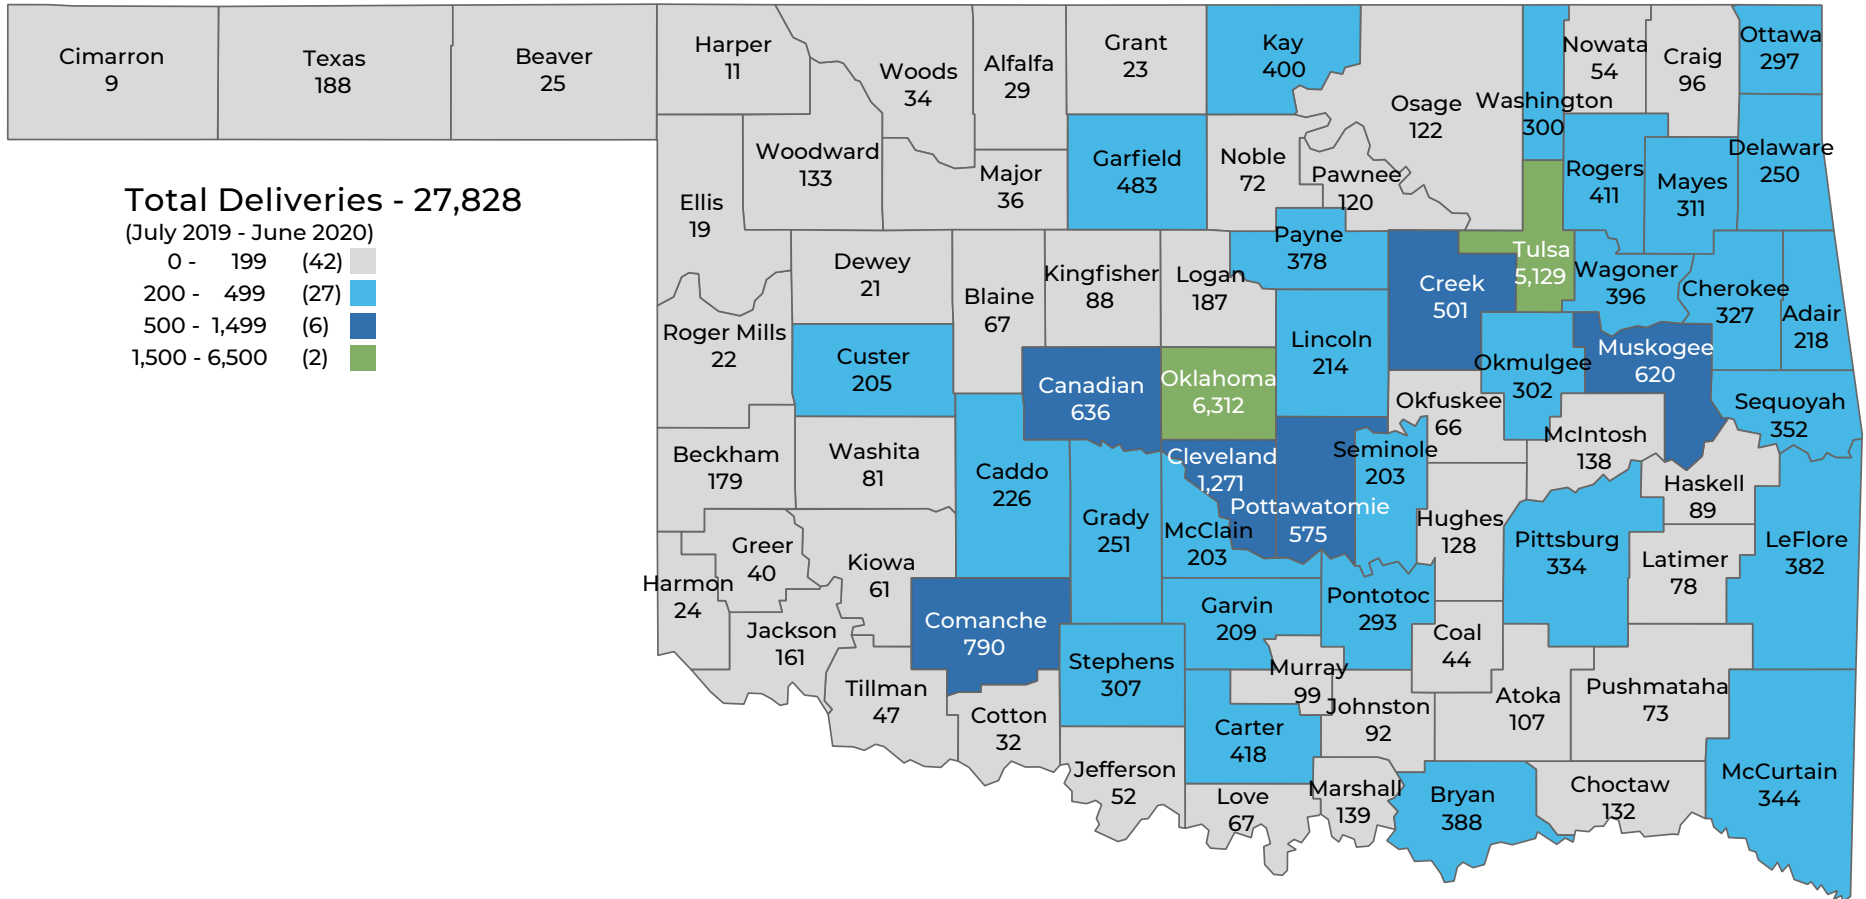 Cimarron
9
Texas
188
Beaver
25
Harper
11
Woods
34
Alfalfa
29
Grant
23
Kay
400
Osage
122
Washington
300
Nowata
54
Craig
96
Ottawa
297
Woodward
133
Major
36
Garfield
483
Noble
72
Pawnee
120
Rogers
411
Mayes
311
Delaware
250
Total Deliveries - 27,828
(July 2019 - June 2020)
0 - 199 (42)
200 - 499 (27)
500 - 1,499 (6)
1,500 - 6,500 (2)
Ellis
19
Dewey
21
Blaine
67
Kingfisher
88
Logan
187
Payne
378
Creek
501
Tulsa
5,129
Wagoner
396
Cherokee
327
Adair
218
Roger Mills
22
Custer
205
Canadian
636
Oklahoma
6,312
Lincoln
214
Okmulgee
302
Muskogee
620
Sequoyah
352
Beckham
179
Washita
81
Caddo
226
Grady
251
Cleveland
1,271
McClain
203
Pottawatomie
575
Seminole
203
Okfuskee
66
McIntosh
138
Haskell
89
Hughes
128
Pittsburg
334
Latimer
78
LeFlore
382
Harmon
24
Greer
40
Kiowa
61
Jackson
161
Comanche
790
Tillman
47
Cotton
32
Stephens
307
Garvin
209
Pontotoc
293
Coal
44
Murray
99
Johnston
92
Atoka
107
Pushmataha
73
McCurtain
344
Carter
418
Jefferson
52
Love
67
Marshall
139
Bryan
388
Choctaw
132